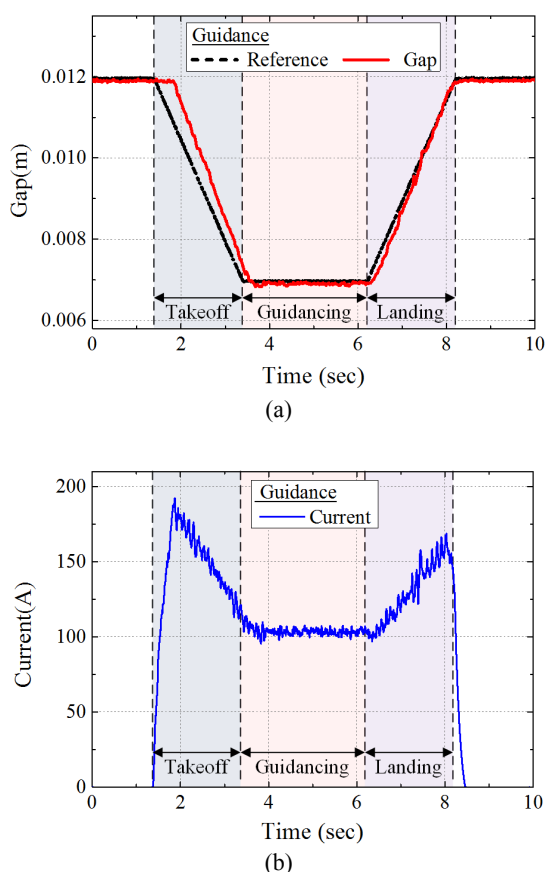 (a)
Guidance
Reference Gap
0.012
0.010
0.008
0.006
Gap(m)
Takeoff Guidancing Landing
0 2 4 6 8 10
Time (sec)
(a)
200
150
100
50
0
Current(A)
Guidance
Current
Takeoff Guidancing Landing
0 2 4 6 8 10
Time (sec)
(b)